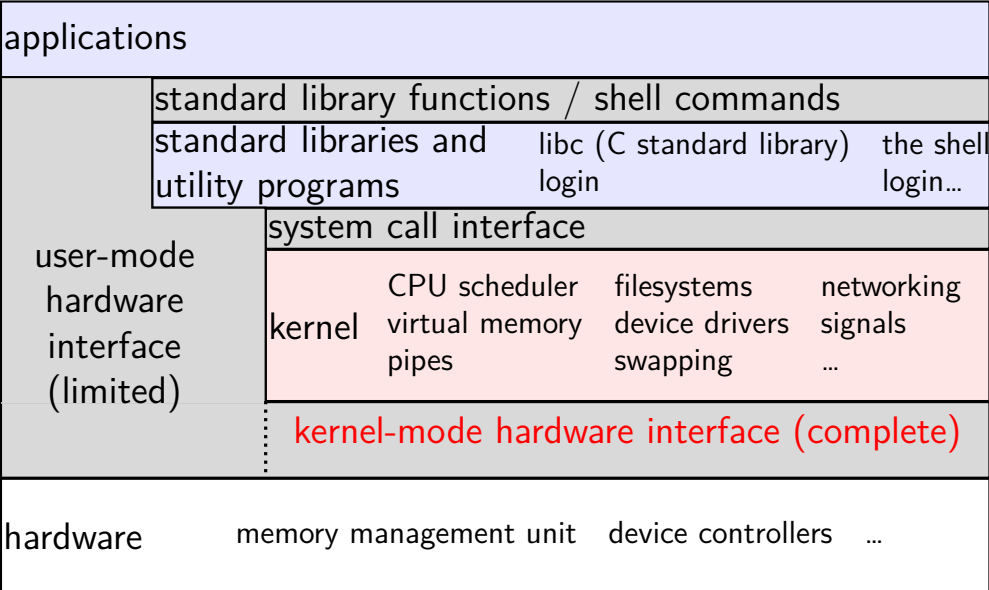 applications
standard library functions / shell commands
standard libraries and
utility programs
libc (C standard library)
login
the shell
login…
system call interface
user-mode
hardware
interface
(limited)
kernel
CPU scheduler
virtual memory
pipes
filesystems
device drivers
swapping
networking
signals
…
kernel-mode hardware interface (complete)
hardware
memory management unit
device controllers
…